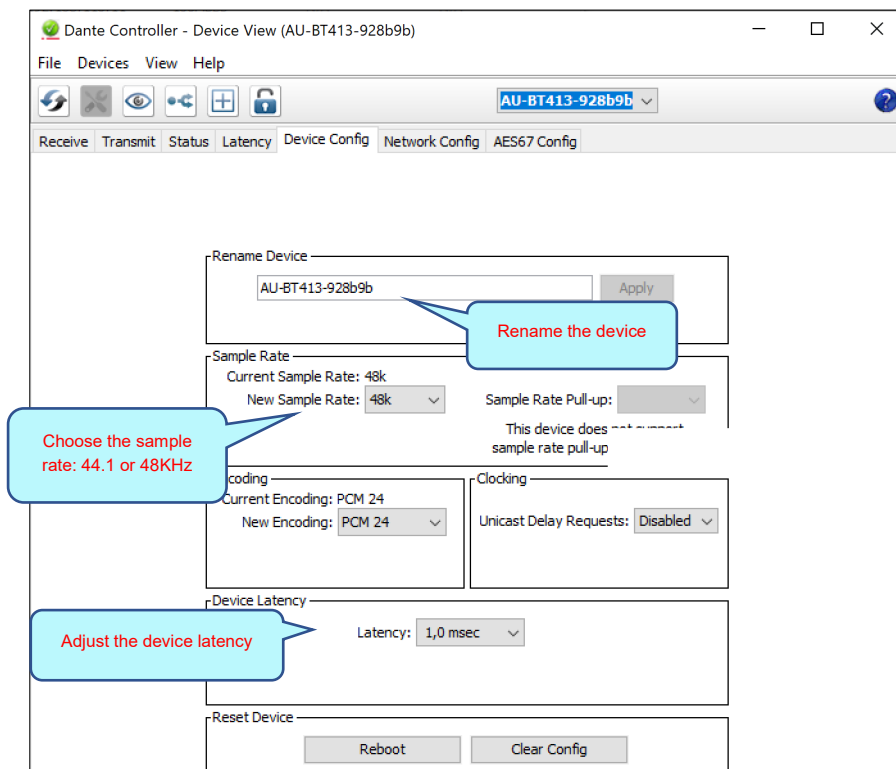 Dante Controller - Device View (AU-BT413-928b9b)
File Devices View Help
AU-BT413-928b9b
?
Receive Transmit Status Latency Device Config Network Config AES67 Config
Rename Device
AU-BT413-928b9b Apply
Rename the device
Sample Rate
Current Sample Rate: 48k
New Sample Rate: 48k Sample Rate Pull-up:
This device does not support
sample rate pull-up
Choose the sample
rate: 44.1 or 48KHz
coding Clocking
Current Encoding: PCM 24
New Encoding: PCM 24 Unicast Delay Requests: Disabled
Device Latency
Latency: 1,0 msec
Adjust the device latency
Reset Device
Reboot Clear Config